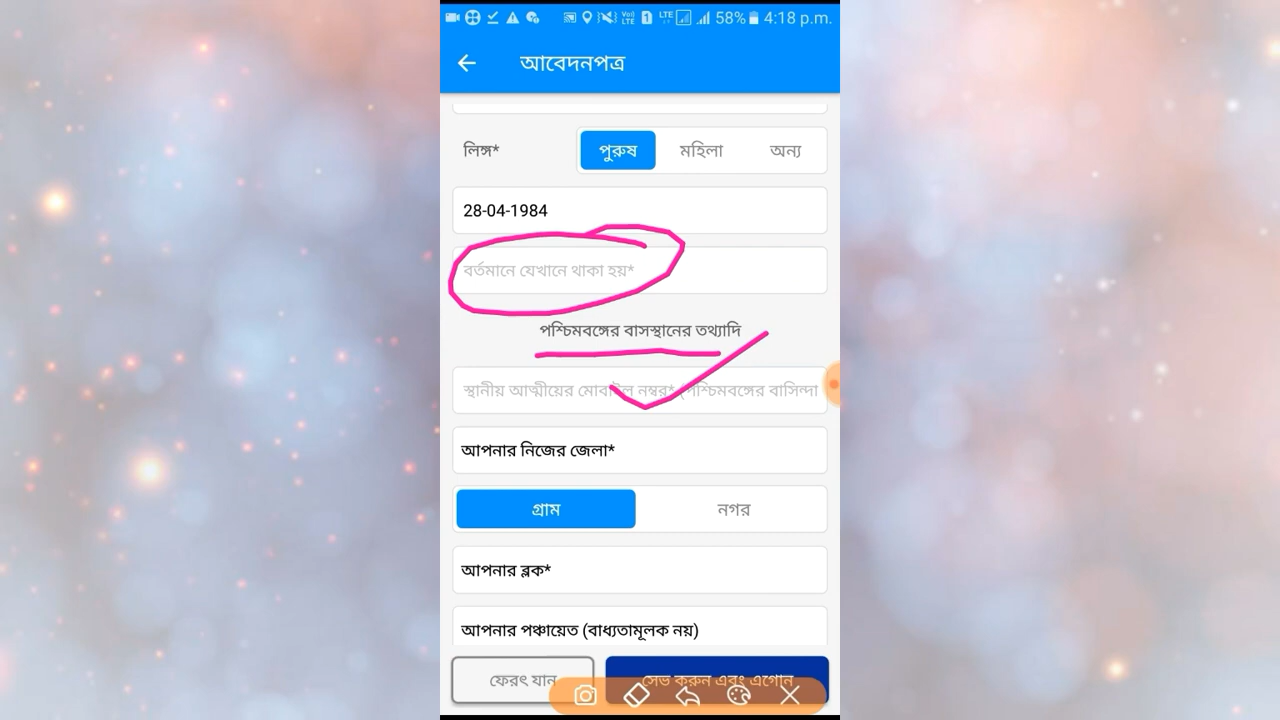 58% 4:18 p.m.
আবেদনপত্র
লিঙ্গ* পুরুষ মহিলা অন্য
28-04-1984
বর্তমানে যেখানে থাকা হয়*
পশ্চিমবঙ্গের বাসস্থানের তথ্যাদি
স্থানীয় আত্মীয়ের মোবাইল নম্বর* (পশ্চিমবঙ্গের বাসিন্দা
আপনার নিজের জেলা*
গ্রাম নগর
আপনার ব্লক*
আপনার পঞ্চায়েত (বাধ্যতামূলক নয়)
ফেরৎ যান সেভ করুন এবং এগোন